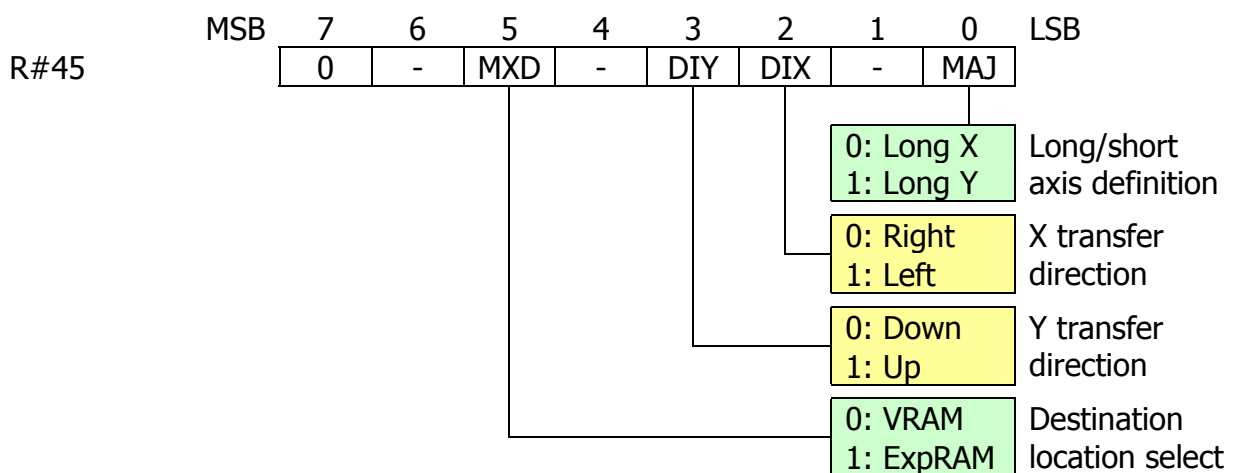 MSB 7 6 5 4 3 2 1 0 LSB
R#45 0 - MXD - DIY DIX - MAJ
0: Long X Long/short
1: Long Y axis definition
0: Right X transfer
1: Left direction
0: Down Y transfer
1: Up direction
0: VRAM Destination
1: ExpRAM location select